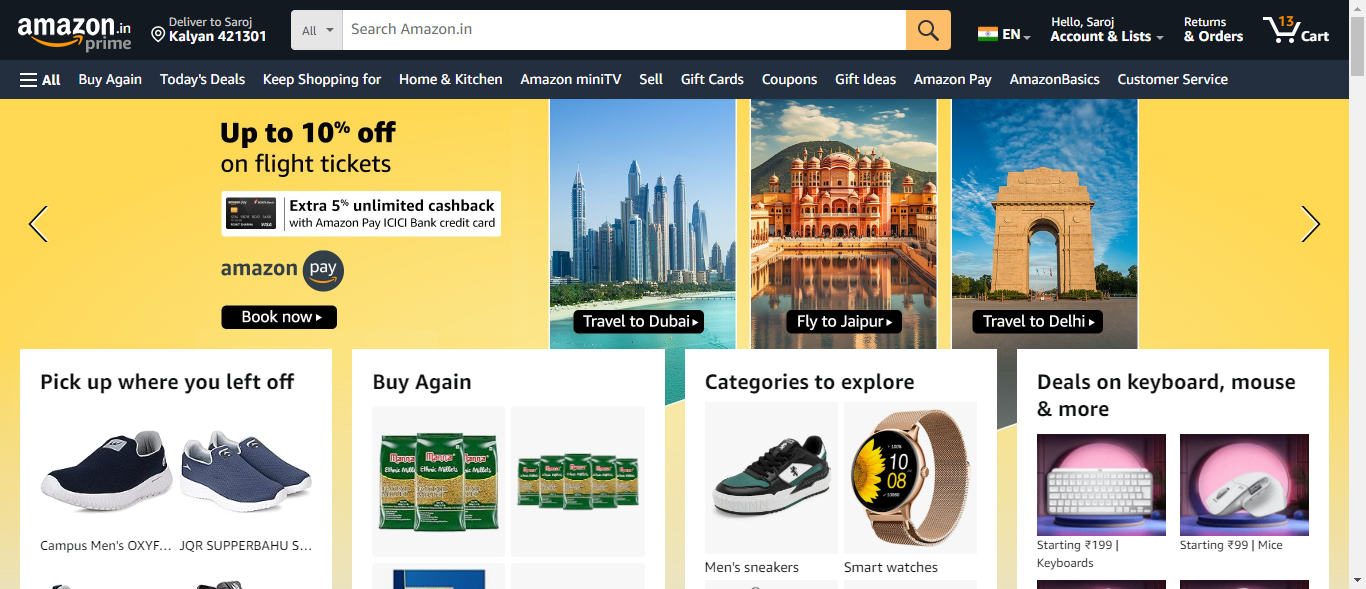 amazon.in
prime
Deliver to Saroj
Kalyan 421301
All
Search Amazon.in
EN
Hello, Saroj
Account & Lists
Returns
& Orders
13
Cart
All
Buy Again
Today's Deals
Keep Shopping for
Home & Kitchen
Amazon miniTV
Sell
Gift Cards
Coupons
Gift Ideas
Amazon Pay
AmazonBasics
Customer Service
Up to 10% off
on flight tickets
Extra 5% unlimited cashback
with Amazon Pay ICICI Bank credit card
amazon pay
Book now
Travel to Dubai
Fly to Jaipur
Travel to Delhi
Pick up where you left off
Campus Men's OXYF...
JQR SUPPERBAHU S...
Buy Again
Manna
Ethnic Millets
Categories to explore
Men's sneakers
10
08
Smart watches
Deals on keyboard, mouse
& more
Starting ₹199 |
Keyboards
Starting ₹99 | Mice